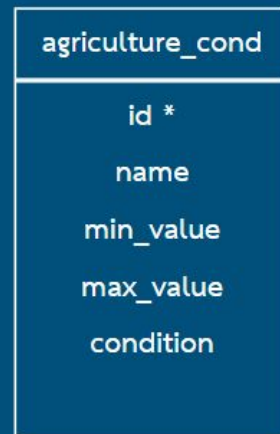 agriculture_cond
id *
name
min_value
max_value
condition